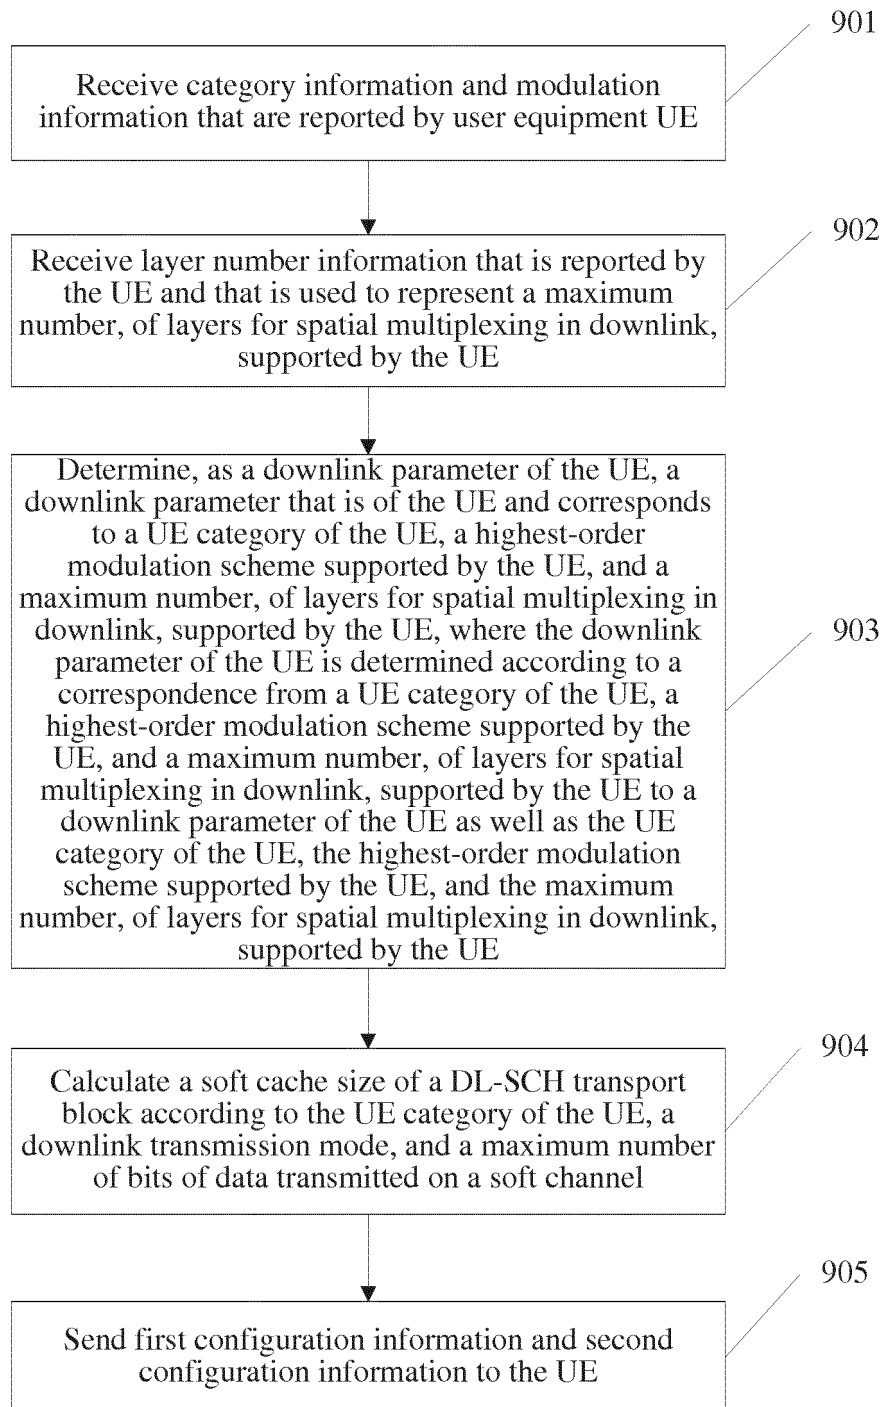 901
Receive category information and modulation
information that are reported by user equipment UE
902
Receive layer number information that is reported by
the UE and that is used to represent a maximum
number, of layers for spatial multiplexing in downlink,
supported by the UE
Determine, as a downlink parameter of the UE, a
downlink parameter that is of the UE and corresponds
to a UE category of the UE, a highest-order
modulation scheme supported by the UE, and a
maximum number, of layers for spatial multiplexing in
downlink, supported by the UE, where the downlink
parameter of the UE is determined according to a
correspondence from a UE category of the UE, a
highest-order modulation scheme supported by the
UE, and a maximum number, of layers for spatial
multiplexing in downlink, supported by the UE to a
downlink parameter of the UE as well as the UE
category of the UE, the highest-order modulation
scheme supported by the UE, and the maximum
number, of layers for spatial multiplexing in downlink,
supported by the UE
903
904
Calculate a soft cache size of a DL-SCH transport
block according to the UE category of the UE, a
downlink transmission mode, and a maximum number
of bits of data transmitted on a soft channel
905
Send first configuration information and second
configuration information to the UE